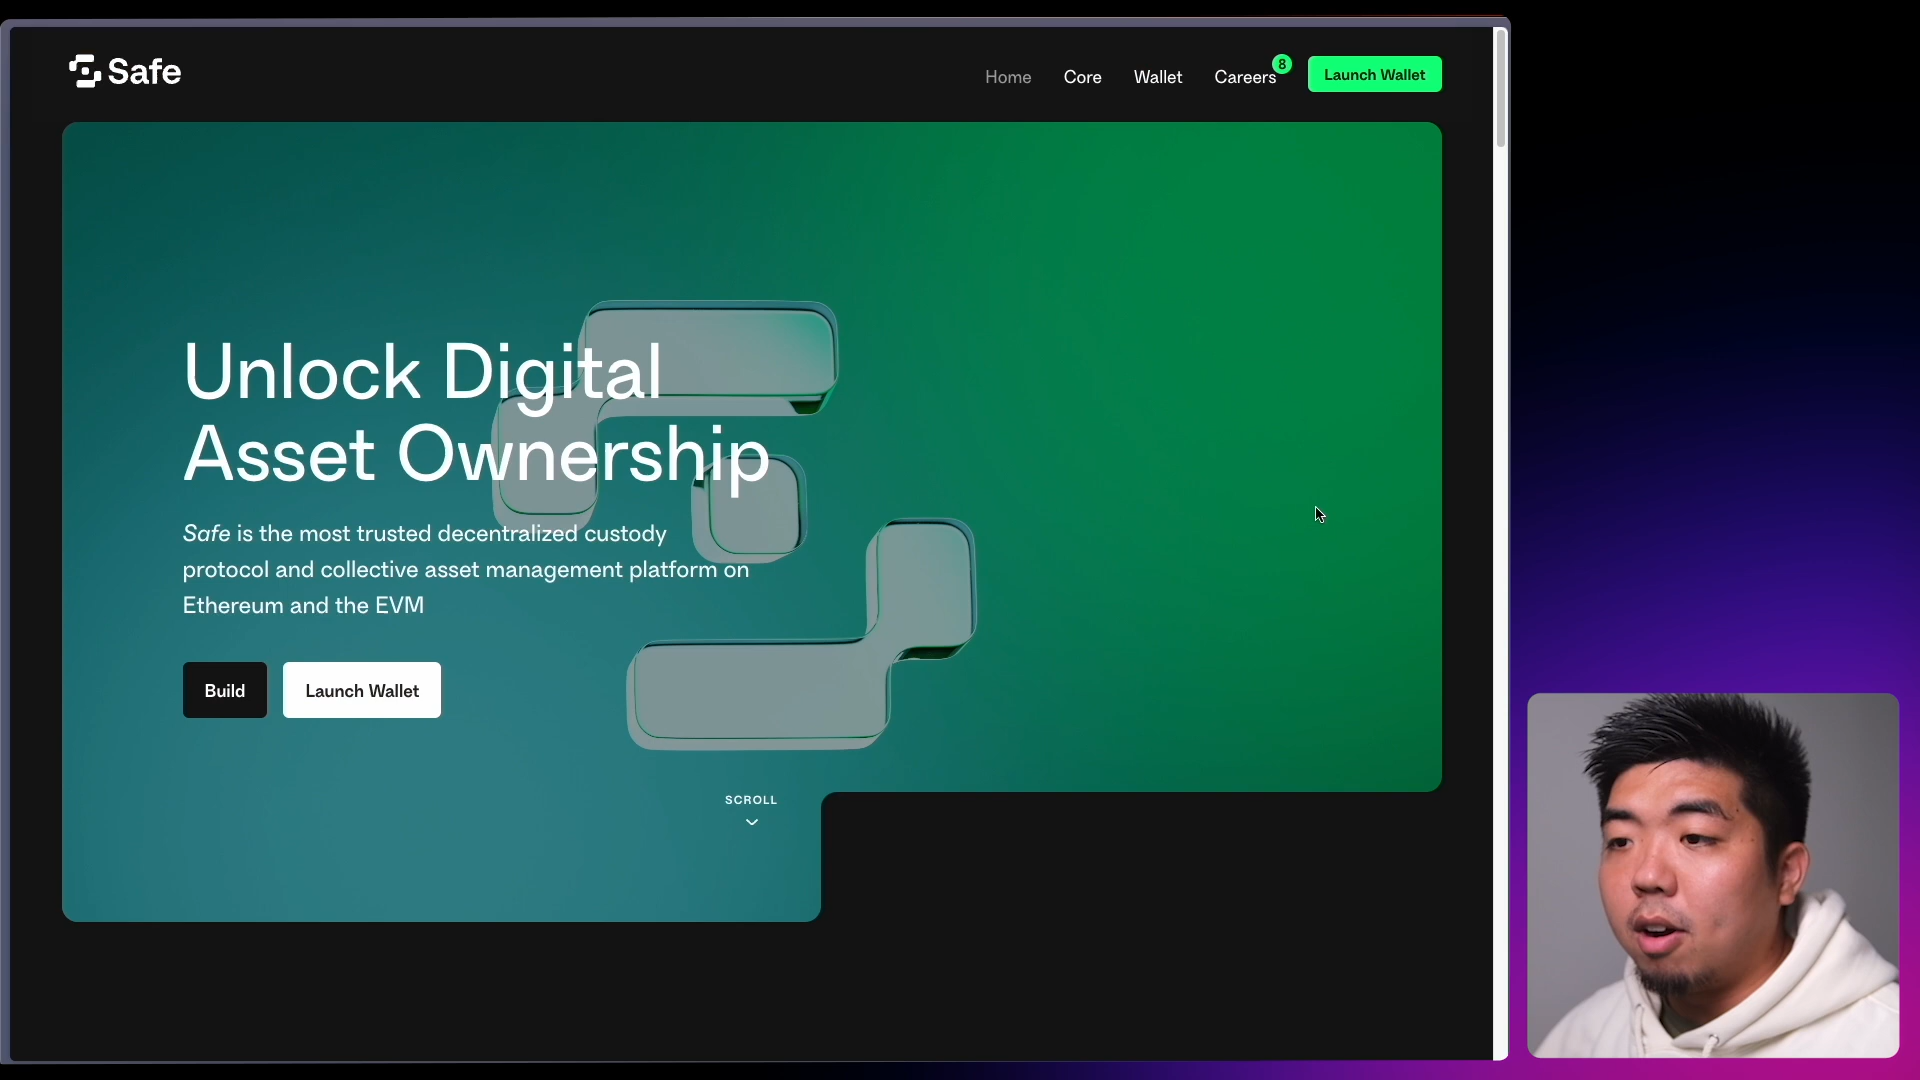 Safe
Home
Core
Wallet
Careers
8
Launch Wallet
Unlock Digital
Asset Ownership
Safe is the most trusted decentralized custody
protocol and collective asset management platform on
Ethereum and the EVM
Build
Launch Wallet
SCROLL